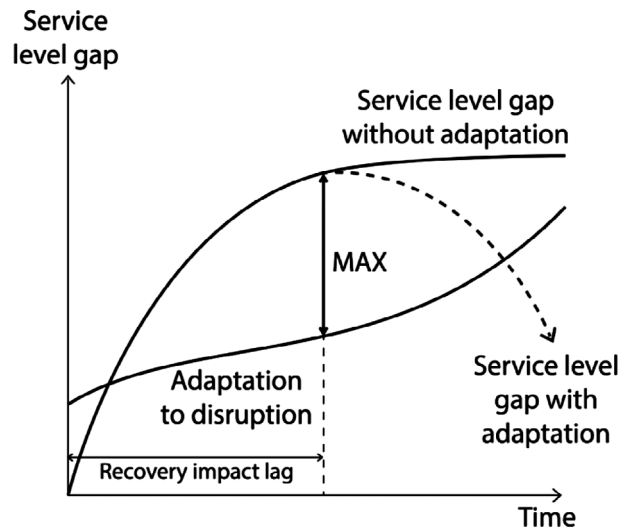 Service
level gap
Service level gap
without adaptation
MAX
Adaptation
to disruption
Service level
gap with
adaptation
Recovery impact lag
Time